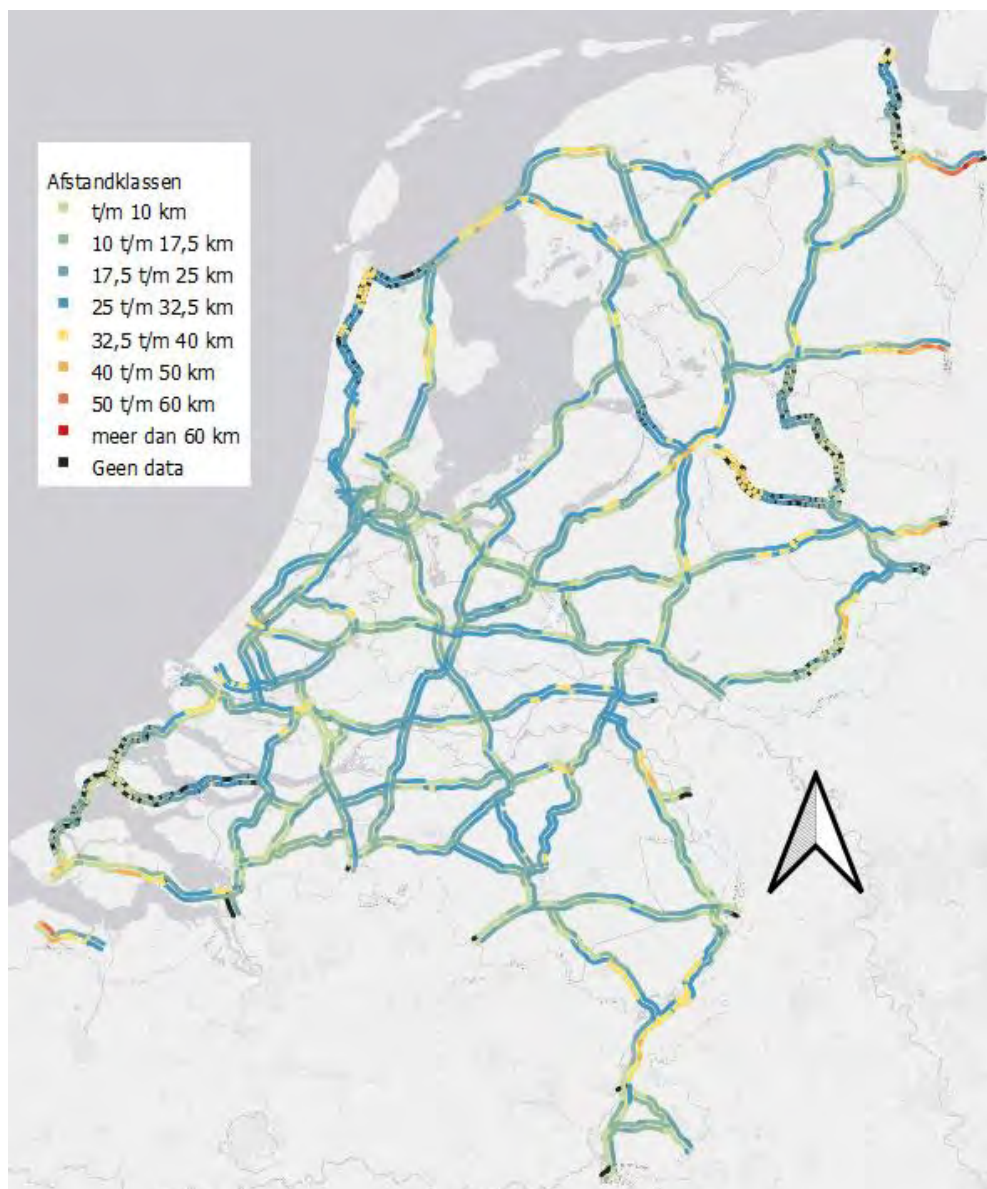 Afstandklassen
t/m 10 km
10 t/m 17,5 km
17,5 t/m 25 km
25 t/m 32,5 km
32,5 t/m 40 km
40 t/m 50 km
50 t/m 60 km
meer dan 60 km
Geen data